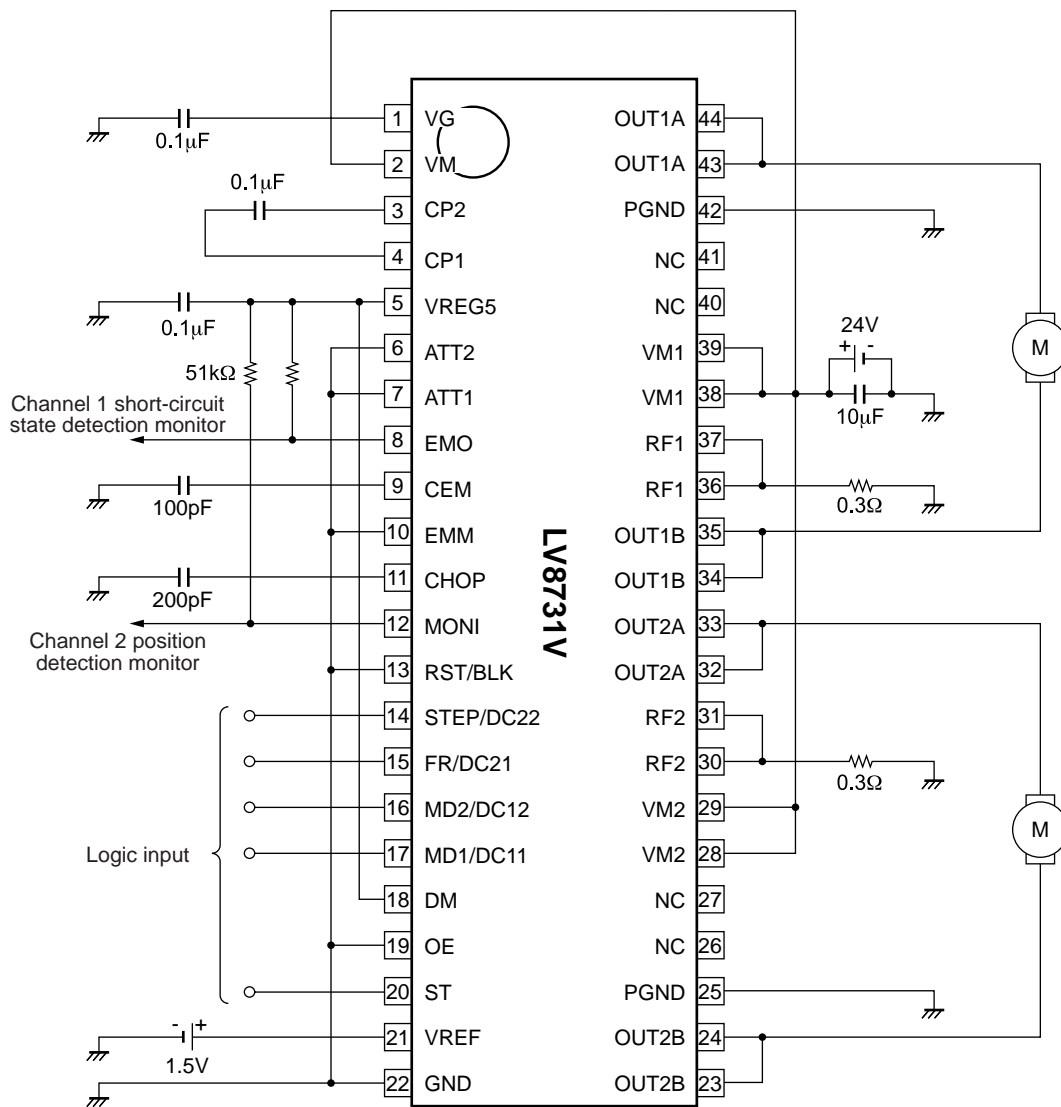 1 VG
0.1µF
2 VM
0.1µF
3 CP2
4 CP1
5 VREG5
0.1µF
6 ATT2
51kΩ
7 ATT1
Channel 1 short-circuit
state detection monitor
8 EMO
9 CEM
100pF
10 EMM
11 CHOP
200pF
12 MONI
Channel 2 position
detection monitor
13 RST/BLK
14 STEP/DC22
15 FR/DC21
16 MD2/DC12
Logic input
17 MD1/DC11
18 DM
19 OE
20 ST
- +
21 VREF
1.5V
22 GND
LV8731V
OUT1A 44
OUT1A 43
PGND 42
NC 41
NC 40
24V
+ -
VM1 39
M
VM1 38
10µF
RF1 37
RF1 36
0.3Ω
OUT1B 35
OUT1B 34
OUT2A 33
OUT2A 32
RF2 31
RF2 30
0.3Ω
VM2 29
M
VM2 28
NC 27
NC 26
PGND 25
OUT2B 24
OUT2B 23